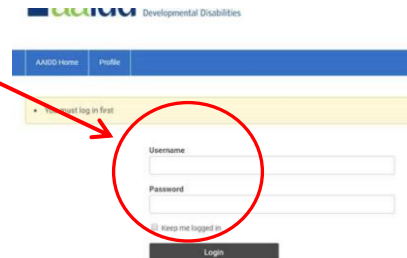 Developmental Disabilities
AAIDD Home Profile
You must log in first
Username
Password
Keep me logged in
Login